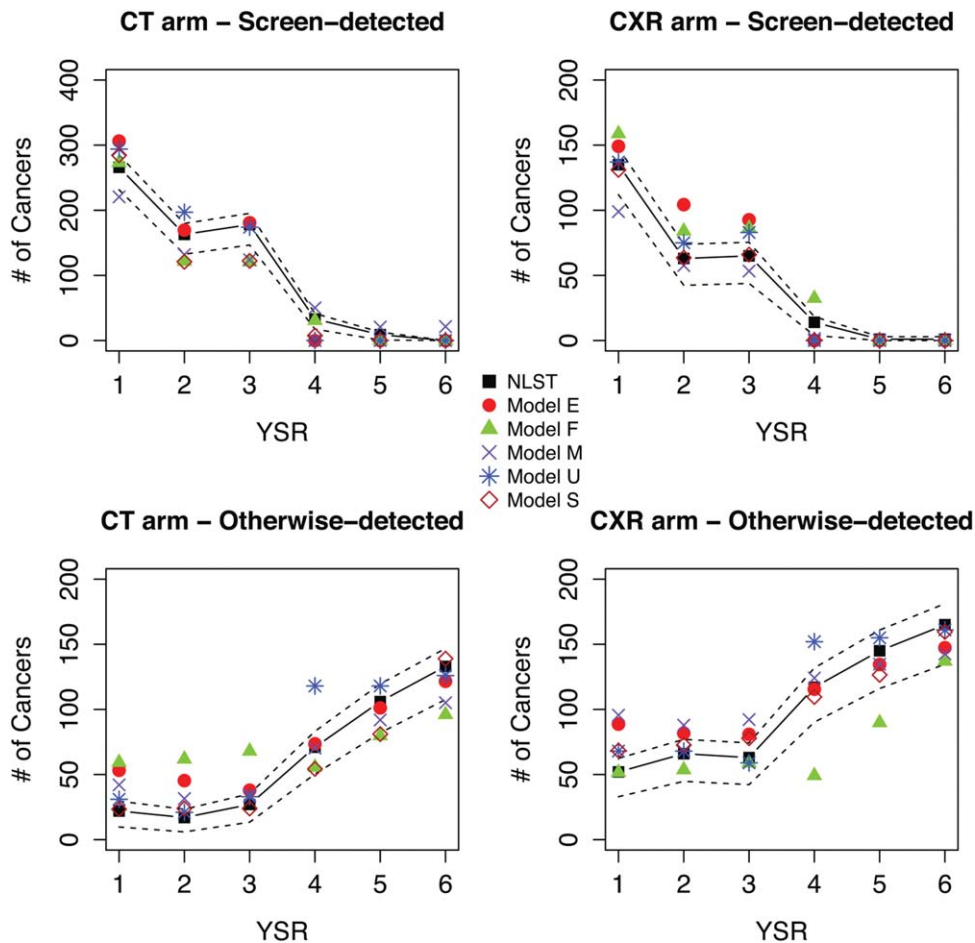 CT arm – Screen–detected
# of Cancers
400
300
200
100
0
1 2 3 4 5 6
YSR
CXR arm – Screen–detected
# of Cancers
200
150
100
50
0
1 2 3 4 5 6
YSR
NLST
Model E
Model F
Model M
Model U
Model S
CT arm – Otherwise–detected
# of Cancers
200
150
100
50
0
1 2 3 4 5 6
YSR
CXR arm – Otherwise–detected
# of Cancers
200
150
100
50
0
1 2 3 4 5 6
YSR